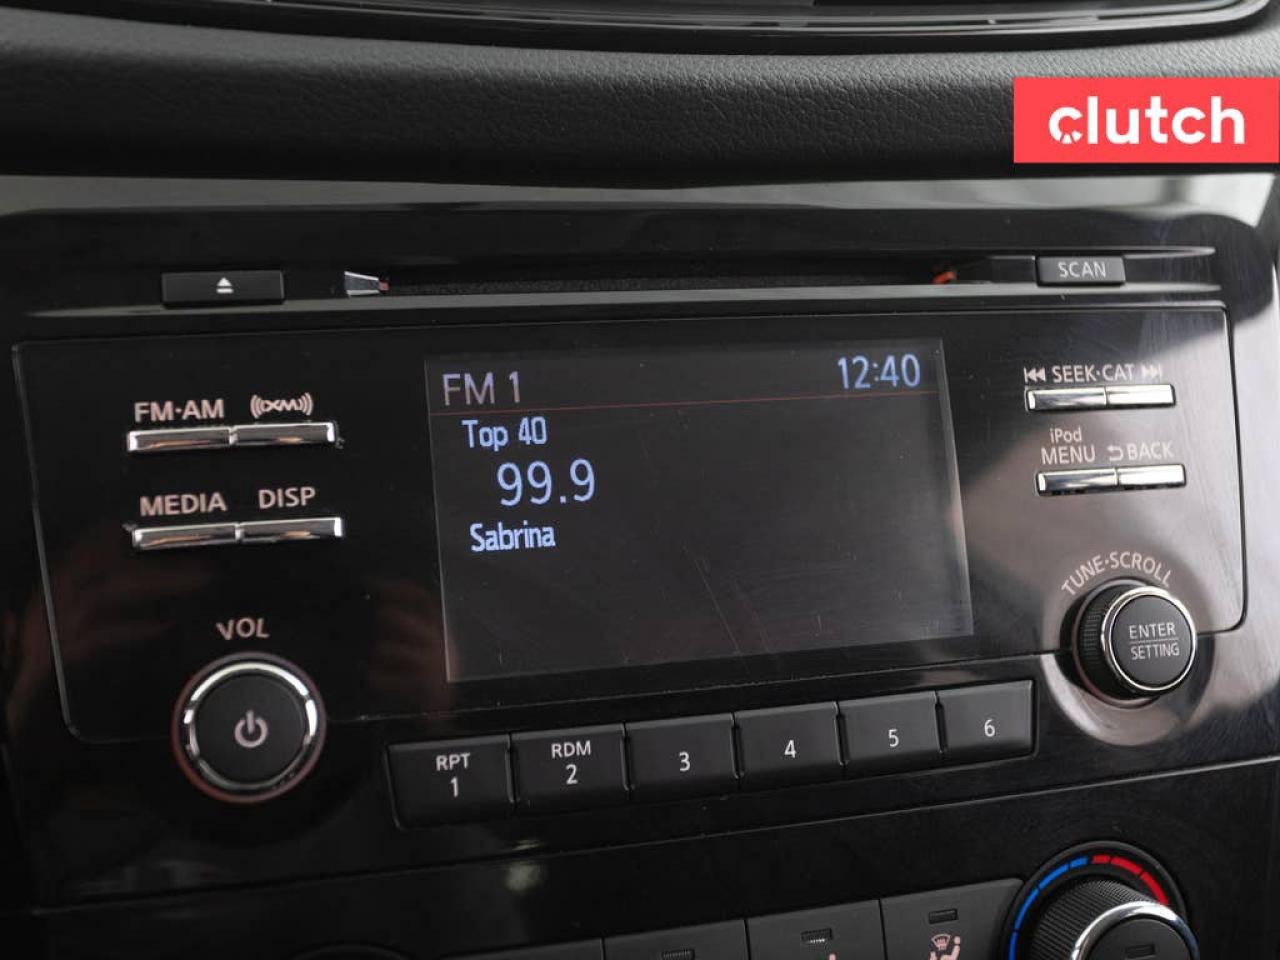 clutch
SCAN
FM 1 12:40
Top 40
99.9
Sabrina
FM·AM XM
MEDIA DISP
VOL
SEEK·CAT
iPod
MENU BACK
TUNE·SCROLL
ENTER
SETTING
RPT
1
RDM
2
3
4
5
6